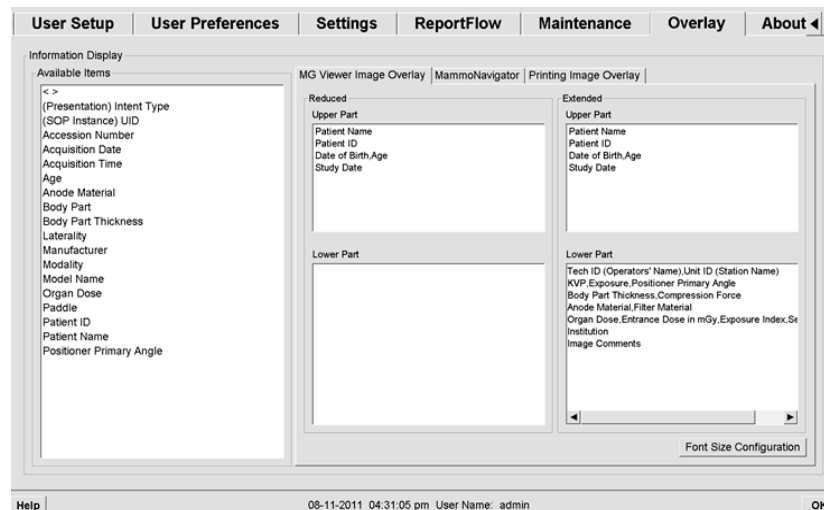 User Setup User Preferences Settings ReportFlow Maintenance Overlay About
Information Display
Available Items
< >
(Presentation) Intent Type
(SOP Instance) UID
Accession Number
Acquisition Date
Acquisition Time
Age
Anode Material
Body Part
Body Part Thickness
Laterality
Manufacturer
Modality
Model Name
Organ Dose
Paddle
Patient ID
Patient Name
Positioner Primary Angle
MG Viewer Image Overlay MammoNavigator Printing Image Overlay
Reduced
Upper Part
Patient Name
Patient ID
Date of Birth,Age
Study Date
Lower Part
Extended
Upper Part
Patient Name
Patient ID
Date of Birth,Age
Study Date
Lower Part
Tech ID (Operators' Name),Unit ID (Station Name)
KVP,Exposure,Positioner Primary Angle
Body Part Thickness,Compression Force
Anode Material,Filter Material
Organ Dose,Entrance Dose in mGy,Exposure Index,Se
Institution
Image Comments
Font Size Configuration
Help 08-11-2011 04:31:05 pm User Name: admin OK